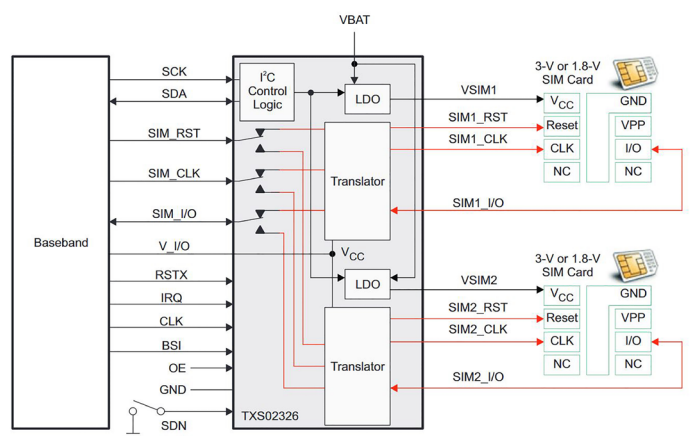 VBAT
Baseband
SCK
SDA
SIM_RST
SIM_CLK
SIM_I/O
V_I/O
RSTX
IRQ
CLK
BSI
OE
GND
SDN
I²C
Control
Logic
LDO
Translator
VCC
LDO
Translator
TXS02326
VSIM1
SIM1_RST
SIM1_CLK
SIM1_I/O
VSIM2
SIM2_RST
SIM2_CLK
SIM2_I/O
3-V or 1.8-V
SIM Card
VCC
GND
Reset
VPP
CLK
I/O
NC
NC
3-V or 1.8-V
SIM Card
VCC
GND
Reset
VPP
CLK
I/O
NC
NC